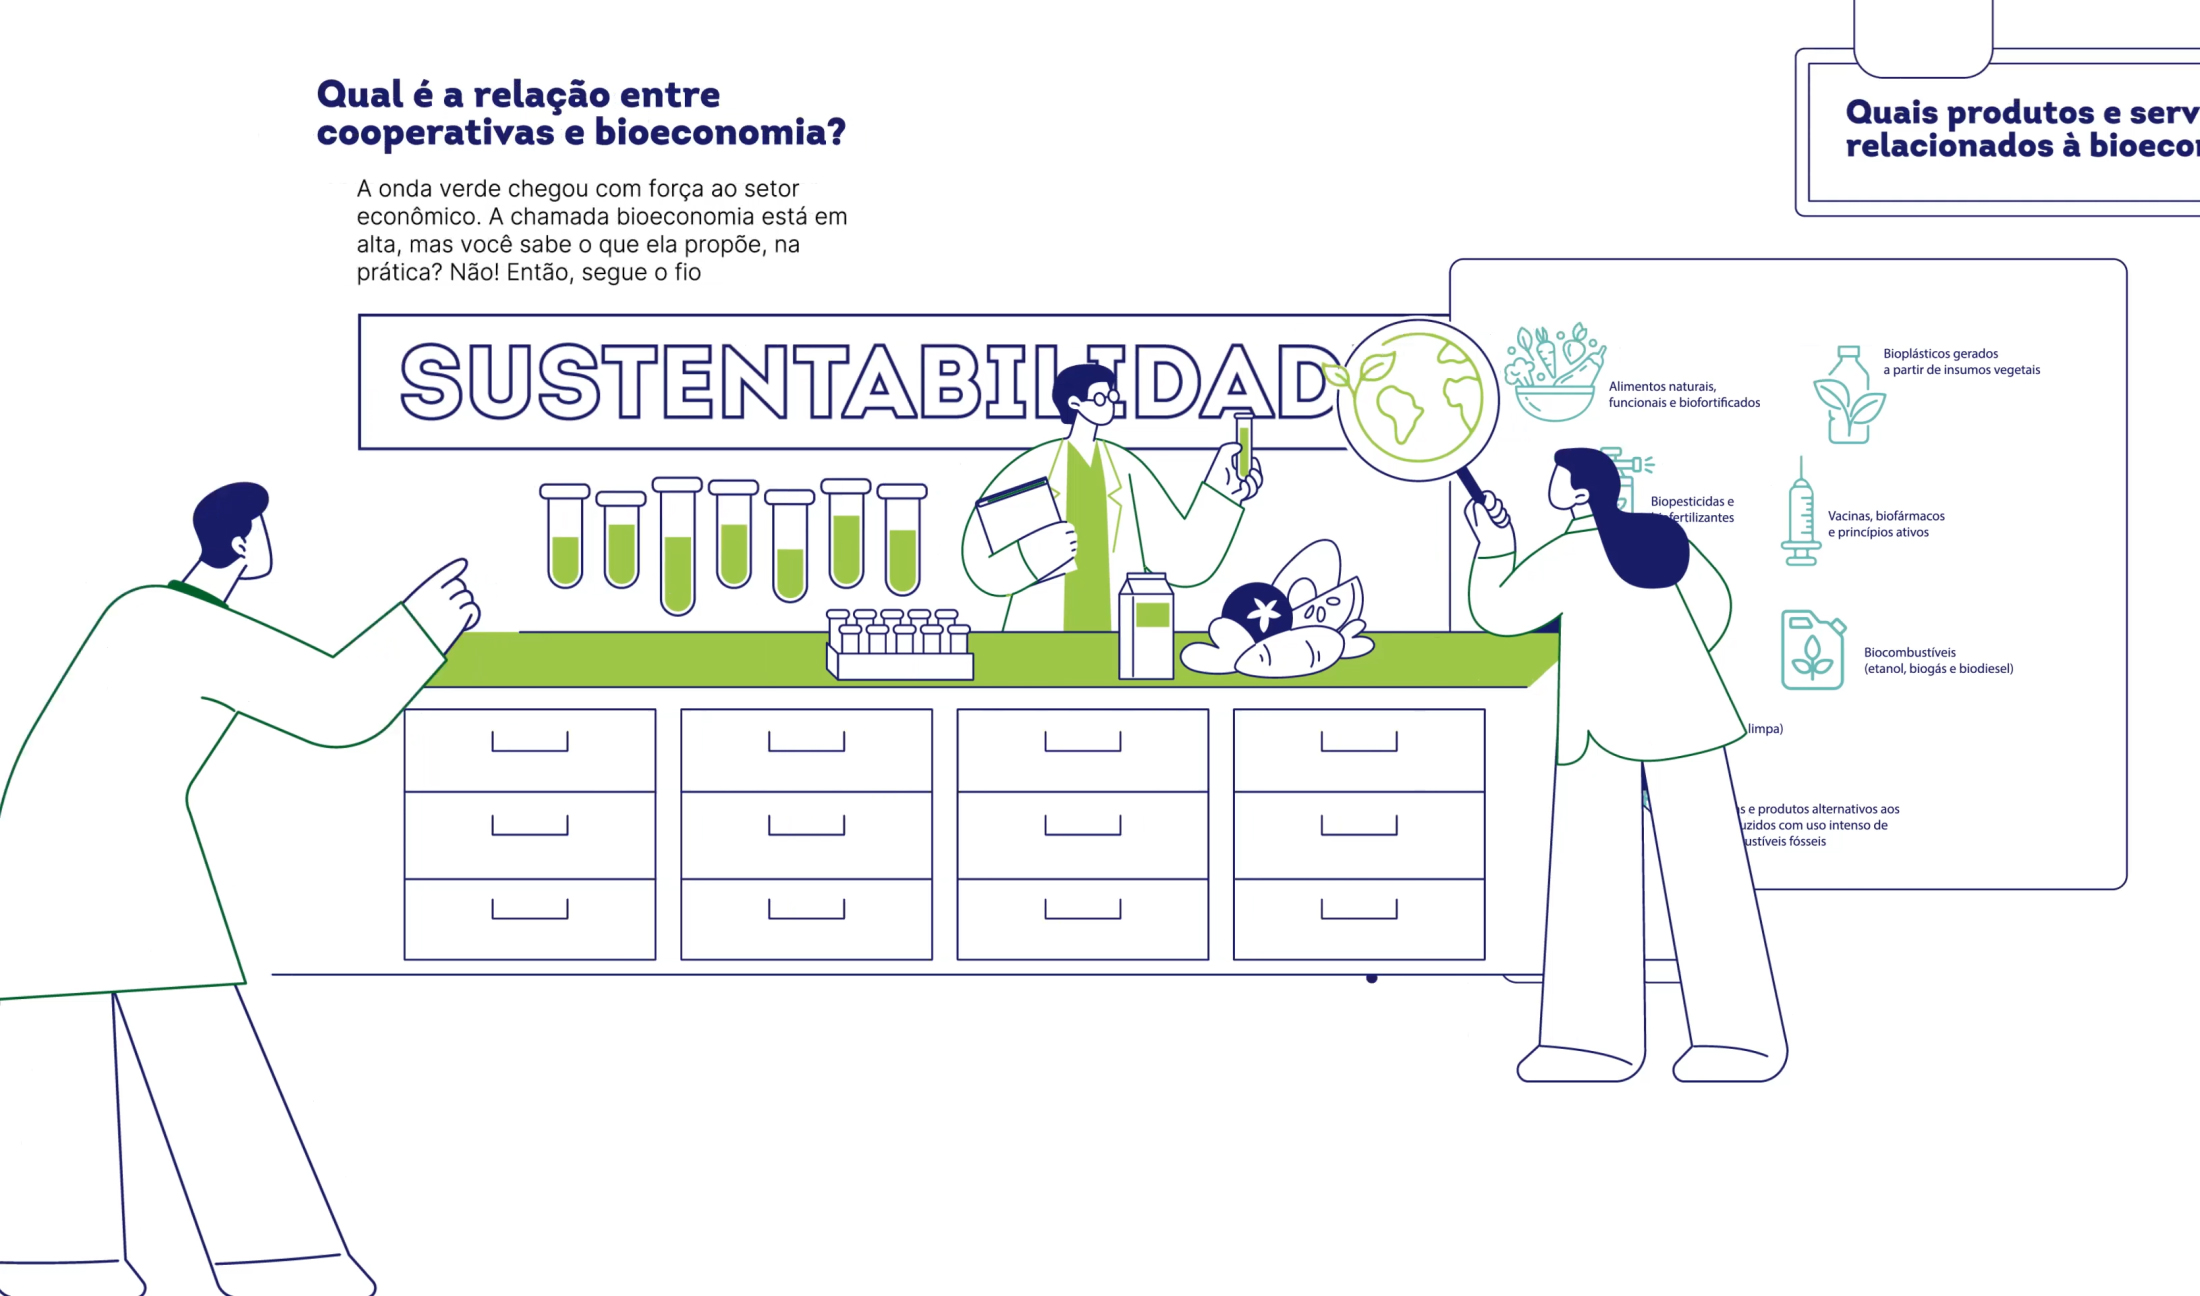 Qual é a relação entre
cooperativas e bioeconomia?
A onda verde chegou com força ao setor
econômico. A chamada bioeconomia está em
alta, mas você sabe o que ela propõe, na
prática? Não! Então, segue o fio
SUSTENTABILIDAD
Quais produtos e serv
relacionados à bioeco
Alimentos naturais,
funcionais e biofortificados
Bioplásticos gerados
a partir de insumos vegetais
Biopesticidas e
fertilizantes
Vacinas, biofármacos
e princípios ativos
Biocombustíveis
(etanol, biogás e biodiesel)
limpa)
s e produtos alternativos aos
uzidos com uso intenso de
ustíveis fósseis